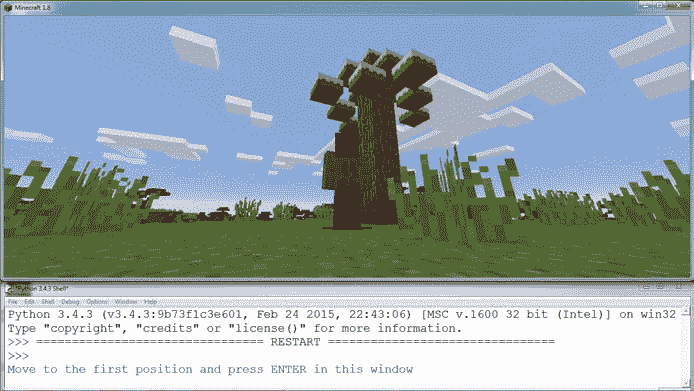 Minecraft 1.8
*Python 3.4.3 Shell*
File Edit Shell Debug Options Window Help
Python 3.4.3 (v3.4.3:9b73f1c3e601, Feb 24 2015, 22:43:06) [MSC v.1600 32 bit (Intel)] on win32
Type "copyright", "credits" or "license()" for more information.
>>> ================================ RESTART ================================
>>>
Move to the first position and press ENTER in this window